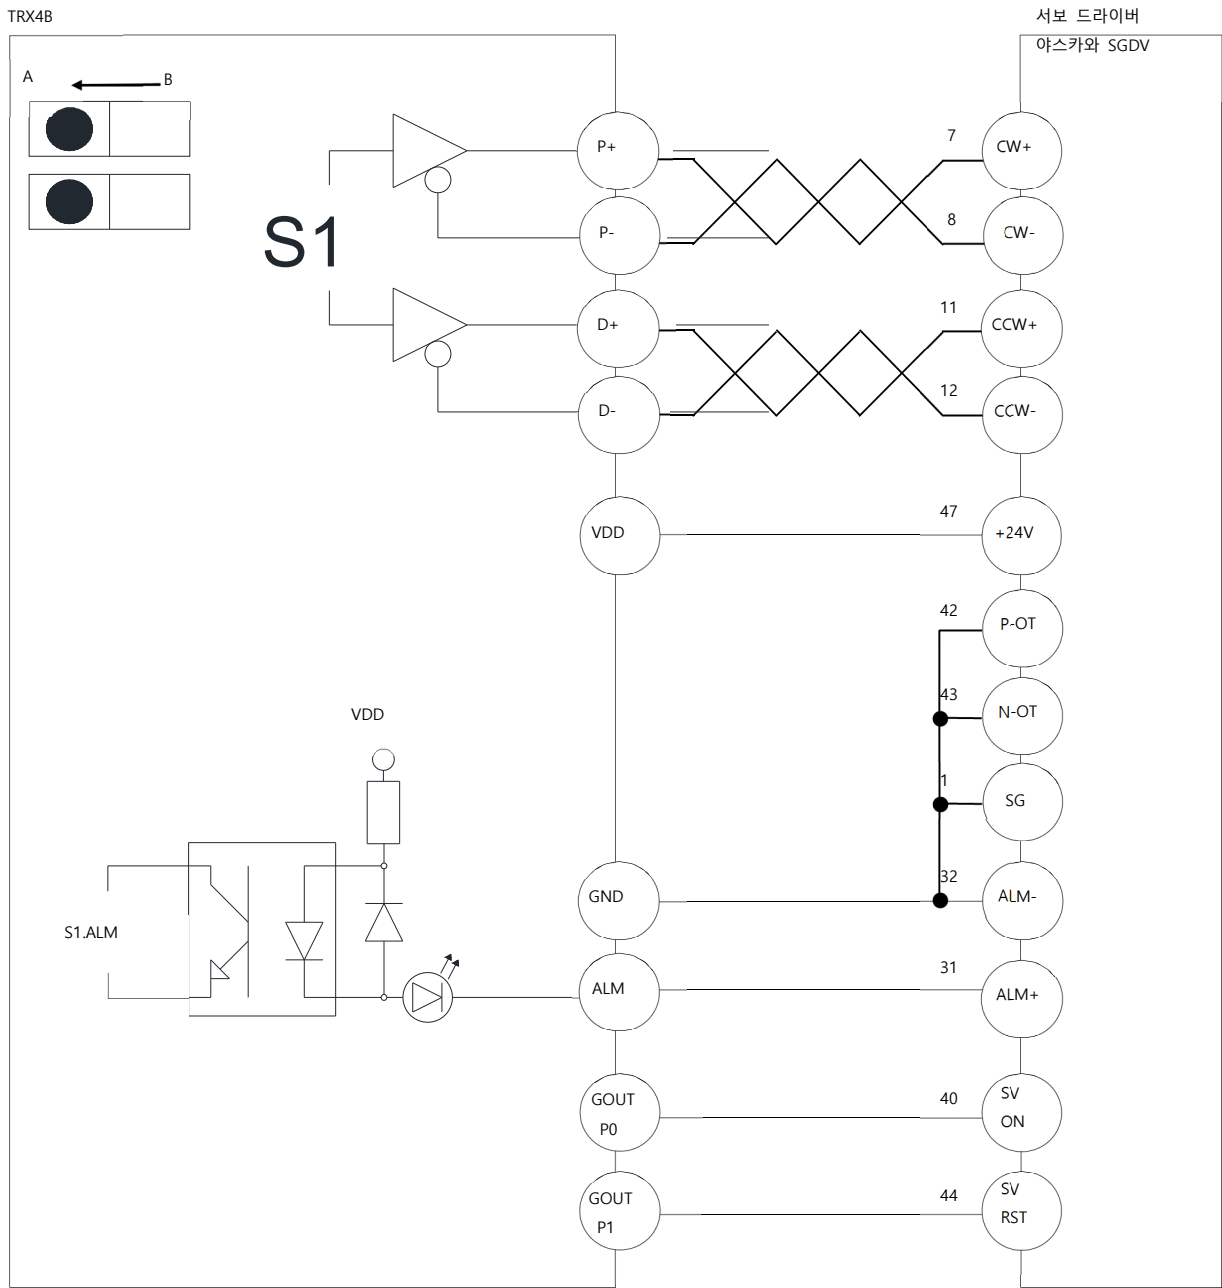 TRX4B
서보 드라이버
야스카와 SGDV
A
B
S1
P+
7
CW+
P-
8
CW-
D+
11
CCW+
D-
12
CCW-
VDD
47
+24V
42
P-OT
43
N-OT
VDD
1
SG
GND
32
ALM-
S1.ALM
ALM
31
ALM+
GOUT
P0
40
SV
ON
GOUT
P1
44
SV
RST